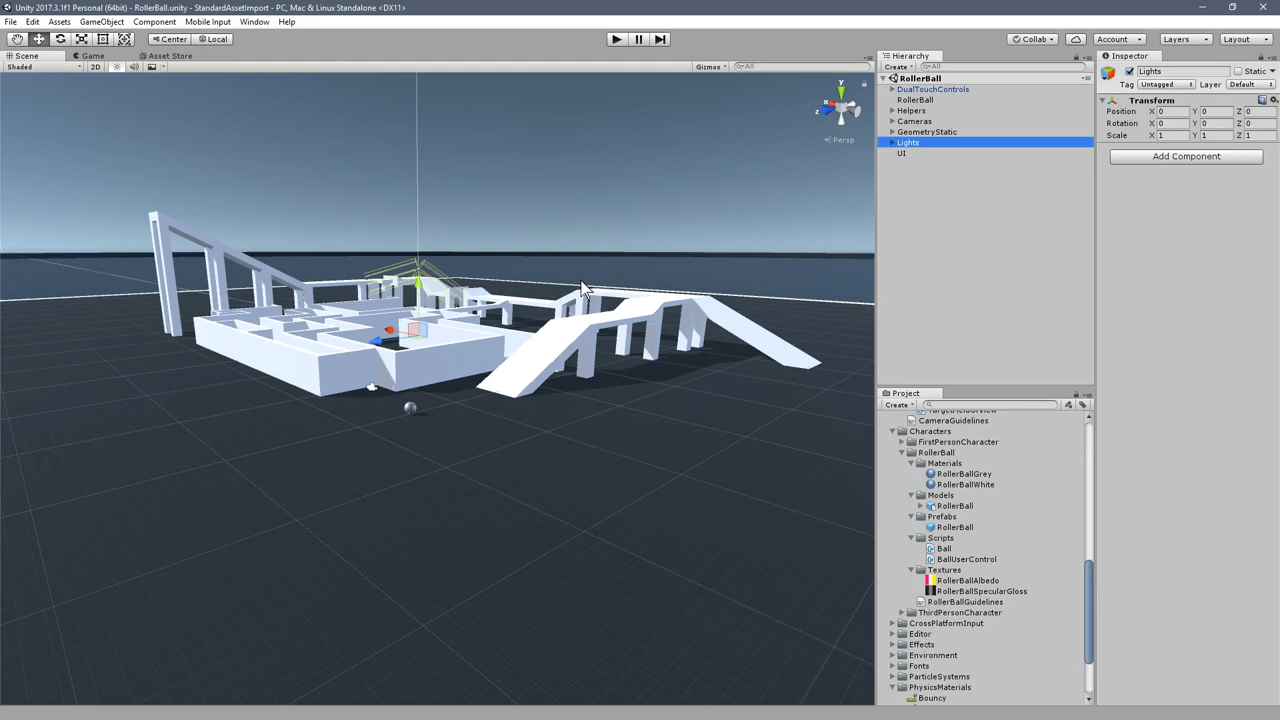 Unity 2017.3.1f1 Personal (64bit) - RollerBall.unity - StandardAssetImport - PC, Mac & Linux Standalone <DX11>
File Edit Assets GameObject Component Mobile Input Window Help
Center Local Collab Account Layers Layout
Scene Game Asset Store
Shaded 2D Gizmos All
y
x
z
Persp
Hierarchy
Create All
RollerBall
DualTouchControls
RollerBall
Helpers
Cameras
GeometryStatic
Lights
UI
Project
Create
CameraGuidelines
Characters
FirstPersonCharacter
RollerBall
Materials
RollerBallGrey
RollerBallWhite
Models
RollerBall
Prefabs
RollerBall
Scripts
Ball
BallUserControl
Textures
RollerBallAlbedo
RollerBallSpecularGloss
RollerBallGuidelines
ThirdPersonCharacter
CrossPlatformInput
Editor
Effects
Environment
Fonts
ParticleSystems
PhysicsMaterials
Bouncy
Inspector
Lights Static
Tag Untagged Layer Default
Transform
Position X 0 Y 0 Z 0
Rotation X 0 Y 0 Z 0
Scale X 1 Y 1 Z 1
Add Component